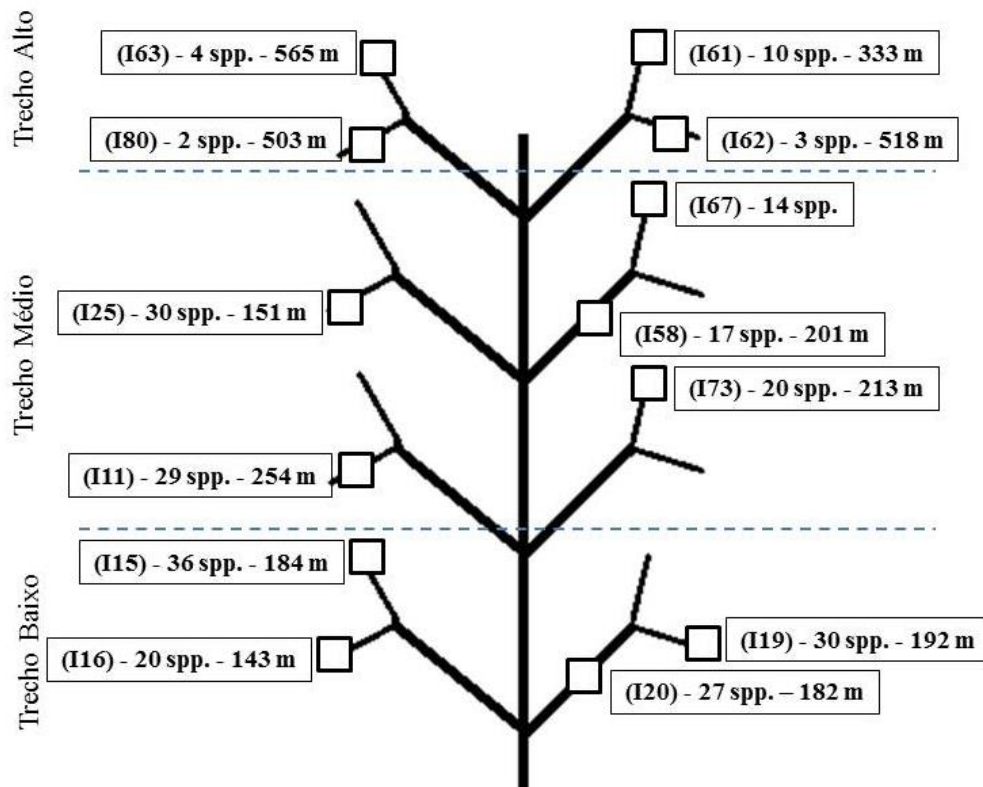 Trecho Alto
(I63) - 4 spp. - 565 m
(I61) - 10 spp. - 333 m
(I80) - 2 spp. - 503 m
(I62) - 3 spp. - 518 m
Trecho Médio
(I67) - 14 spp.
(I25) - 30 spp. - 151 m
(I58) - 17 spp. - 201 m
(I73) - 20 spp. - 213 m
(I11) - 29 spp. - 254 m
Trecho Baixo
(I15) - 36 spp. - 184 m
(I16) - 20 spp. - 143 m
(I19) - 30 spp. - 192 m
(I20) - 27 spp. – 182 m